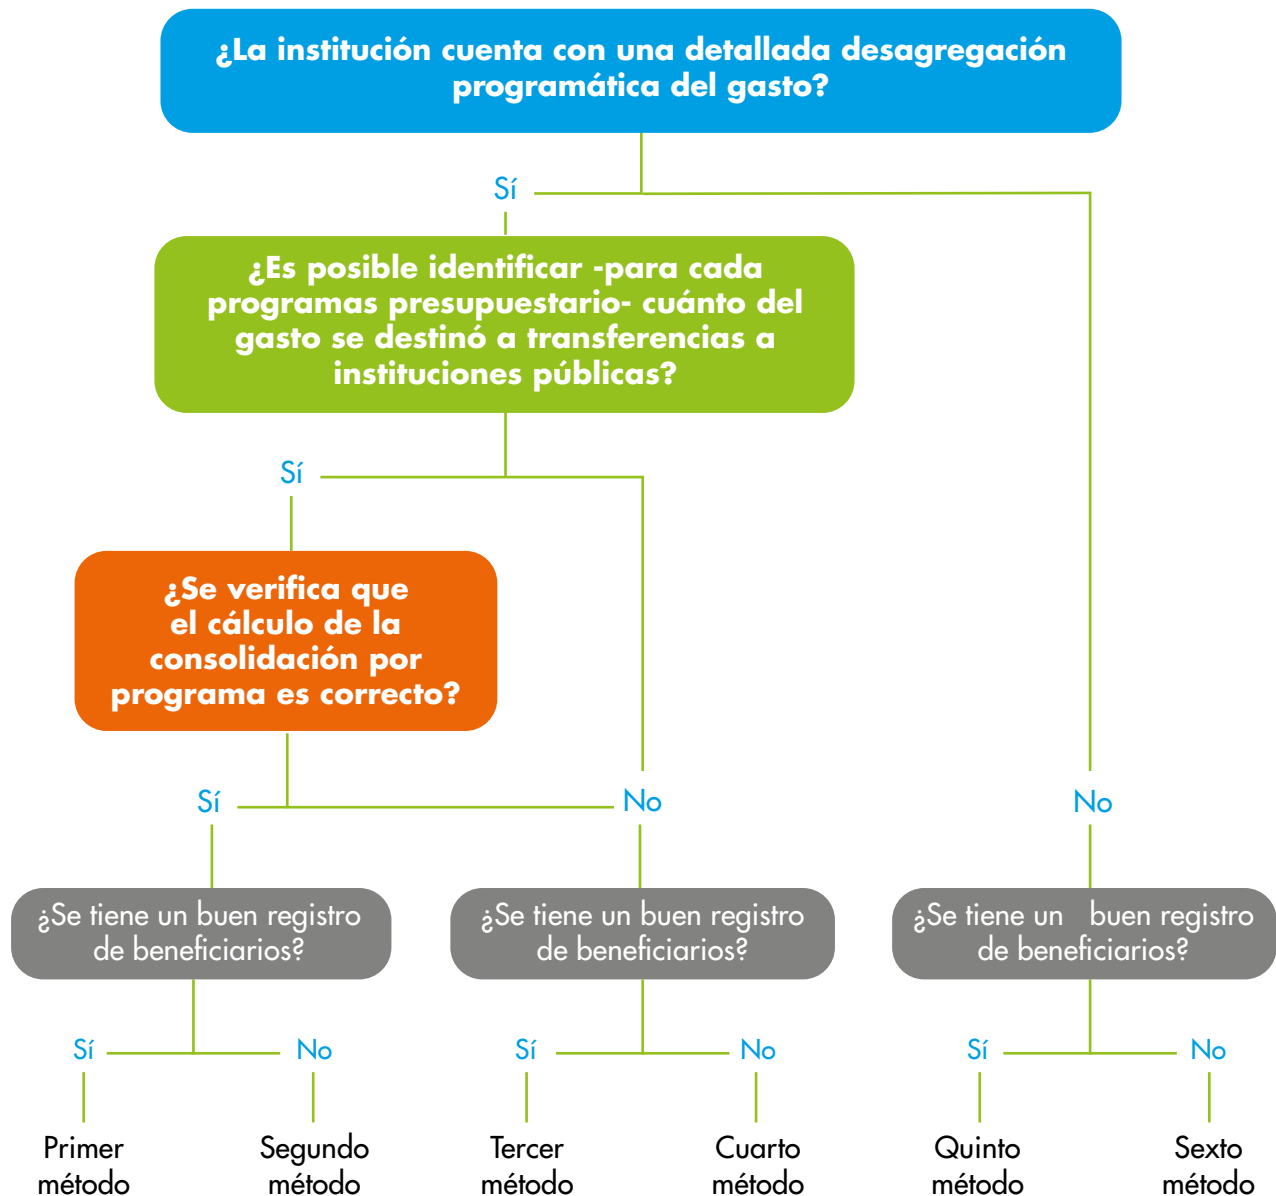 ¿La institución cuenta con una detallada desagregación
programática del gasto?
Sí
¿Es posible identificar -para cada
programas presupuestario- cuánto del
gasto se destinó a transferencias a
instituciones públicas?
Sí
¿Se verifica que
el cálculo de la
consolidación por
programa es correcto?
Sí
No
No
¿Se tiene un buen registro
de beneficiarios?
¿Se tiene un buen registro
de beneficiarios?
¿Se tiene un buen registro
de beneficiarios?
Sí
No
Sí
No
Sí
No
Primer
método
Segundo
método
Tercer
método
Cuarto
método
Quinto
método
Sexto
método